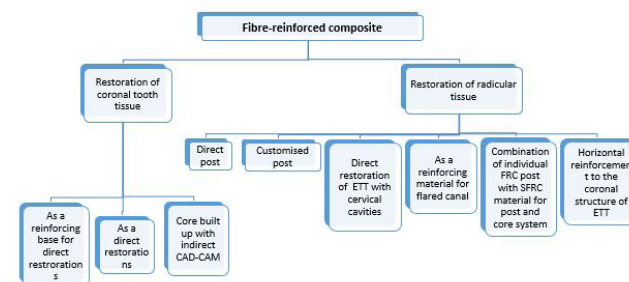 Fibre-reinforced composite
Restoration of
coronal tooth
tissue
Restoration of radicular
tissue
Direct
post
Customised
post
Direct
restoration
of ETT with
cervical
cavities
As a
reinforcing
material for
flared canal
Combination
of individual
FRC post
with SFRC
material for
post and
core system
Horizontal
reinforcemen
t to the
coronal
structure of
ETT
As a
reinforcing
base for
direct
restroration
s
As a
direct
restoratio
ns
Core built
up with
indirect
CAD-CAM